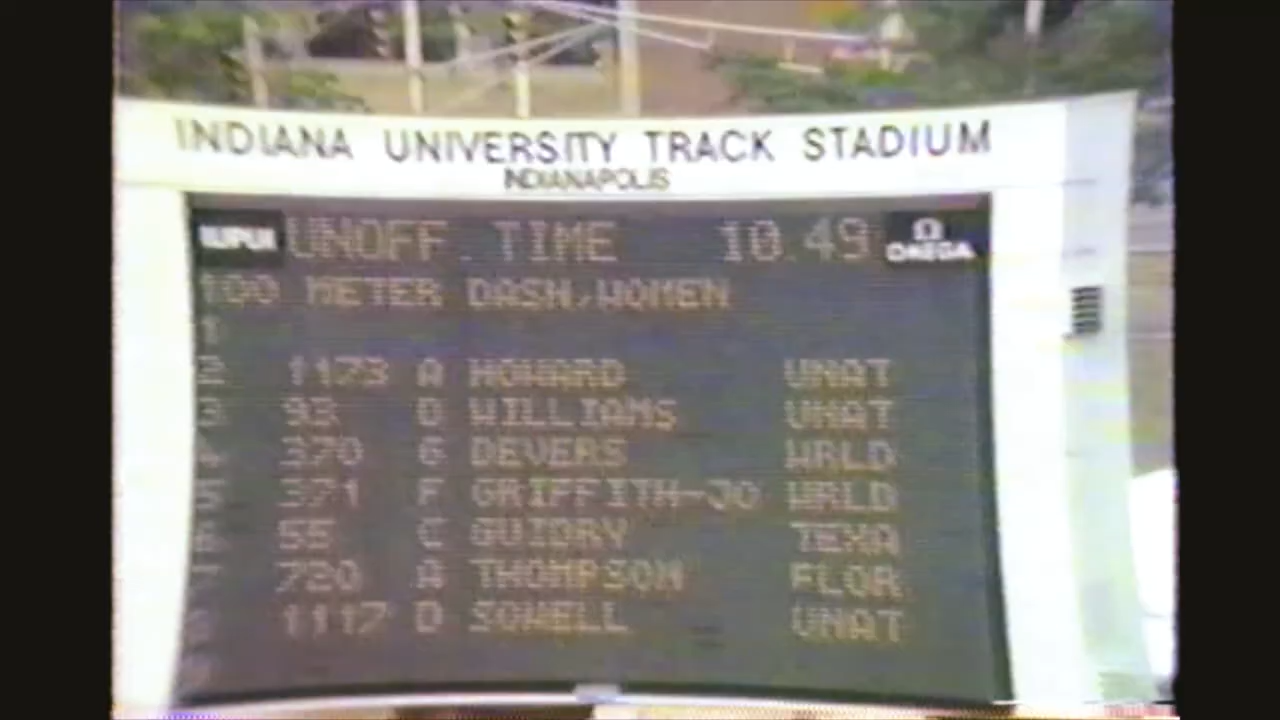 INDIANA UNIVERSITY TRACK STADIUM
INDIANAPOLIS
UNOFF. TIME 10.49 Ω OMEGA
100 METER DASH,WOMEN
1
2 1173 A HOWARD UNAT
3 93 D WILLIAMS UNAT
4 370 G DEVERS WRLD
5 371 F GRIFFITH-JO WRLD
6 55 C GUIDRY TEXA
7 720 A THOMPSON FLOR
8 1117 D SOWELL UNAT